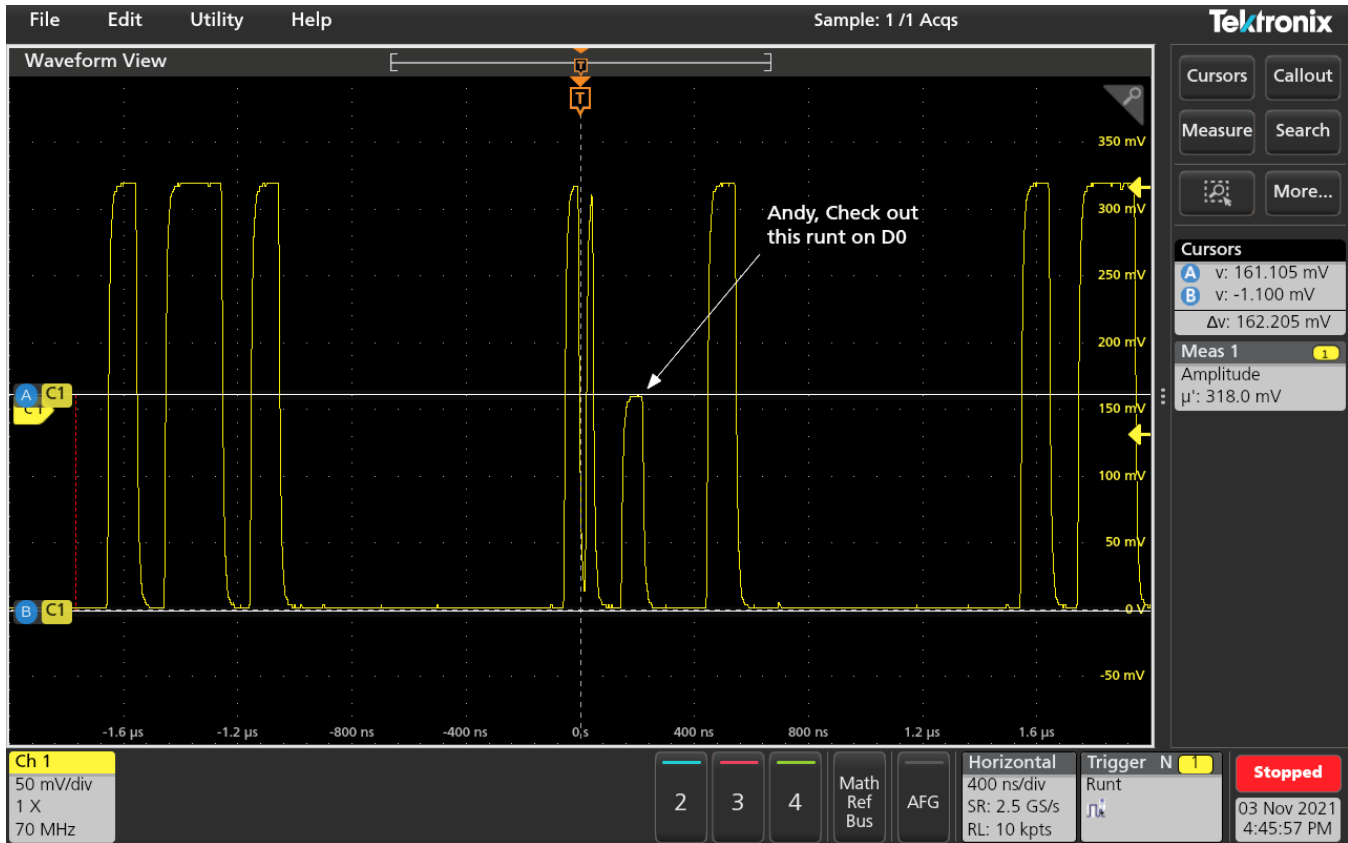 File Edit Utility Help Sample: 1 /1 Acqs Tektronix
Waveform View
T
T
Cursors Callout
Measure Search
More...
350 mV
300 mV
250 mV
200 mV
150 mV
100 mV
50 mV
0 V
-50 mV
Andy, Check out
this runt on D0
A C1
C1
B C1
-1.6 µs -1.2 µs -800 ns -400 ns 0 s 400 ns 800 ns 1.2 µs 1.6 µs
Cursors
A v: 161.105 mV
B v: -1.100 mV
Δv: 162.205 mV
Meas 1 1
Amplitude
µ': 318.0 mV
Ch 1
50 mV/div
1 X
70 MHz
2 3 4
Math
Ref
Bus
AFG
Horizontal
400 ns/div
SR: 2.5 GS/s
RL: 10 kpts
Trigger N 1
Runt
Stopped
03 Nov 2021
4:45:57 PM